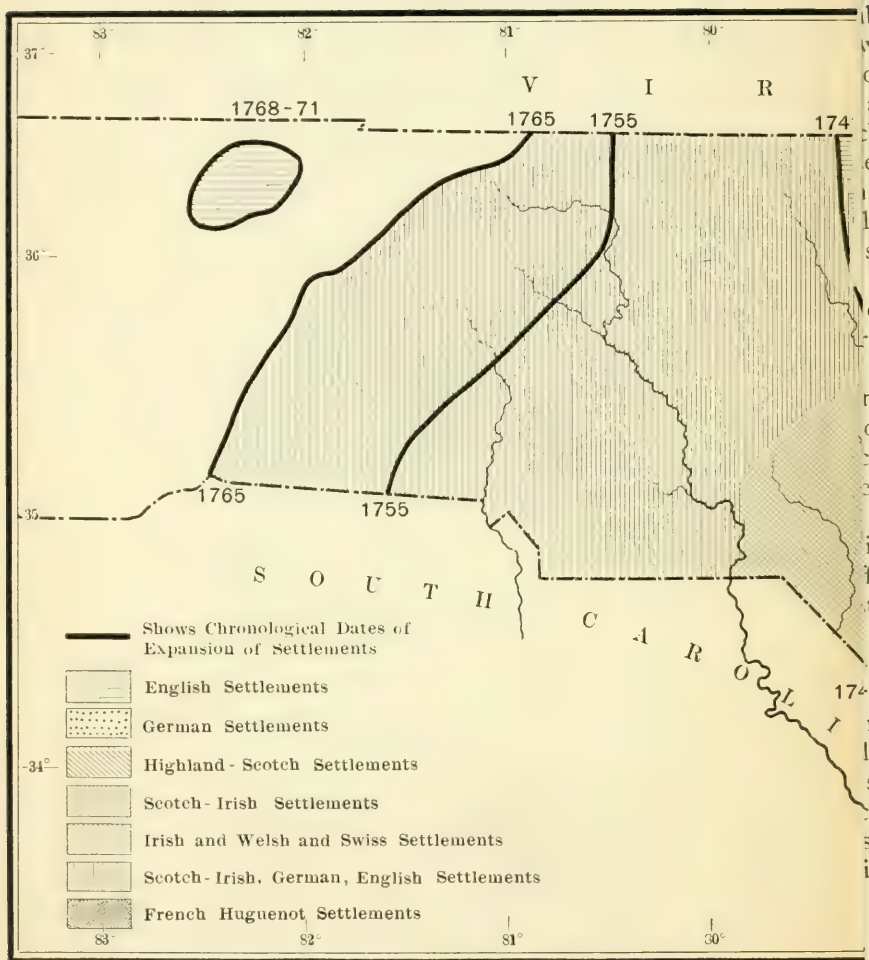 83° 82° 81° 80°
37°
V I R
1768-71 1765 1755 174
36°
1765 1755
35
S O U T H C A R O L I
Shows Chronological Dates of
Expansion of Settlements
174
English Settlements
German Settlements
34°
Highland-Scotch Settlements
Scotch-Irish Settlements
Irish and Welsh and Swiss Settlements
Scotch-Irish, German, English Settlements
French Huguenot Settlements
83° 82° 81°